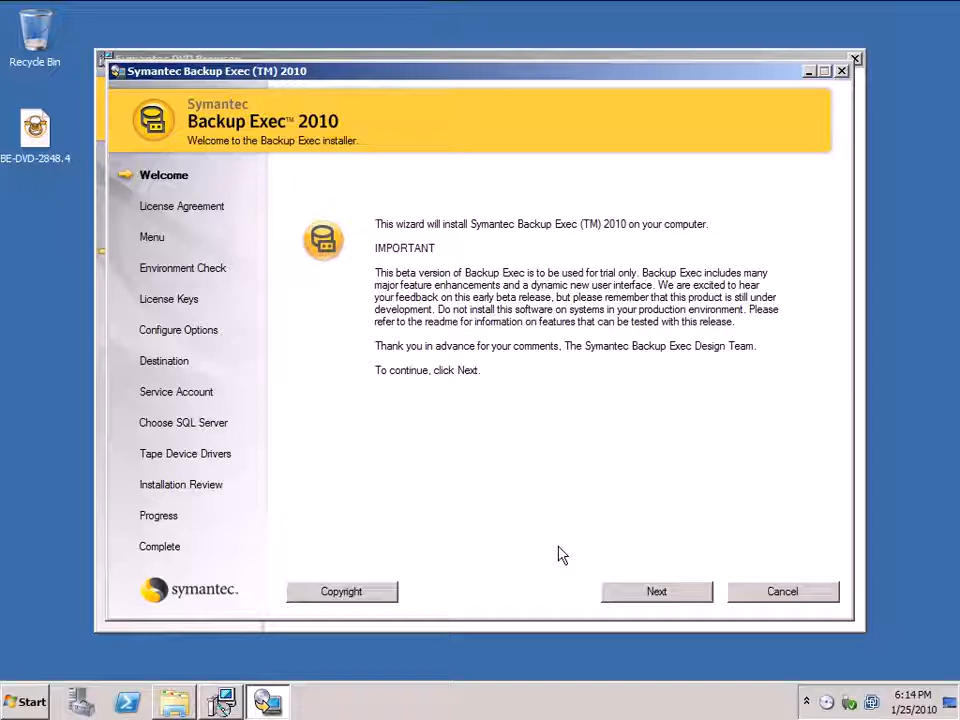 Recycle Bin
BE-DVD-2848.4
Symantec DVD Browser
Symantec Backup Exec (TM) 2010
Symantec
Backup Exec™ 2010
Welcome to the Backup Exec installer.
Welcome
License Agreement
Menu
Environment Check
License Keys
Configure Options
Destination
Service Account
Choose SQL Server
Tape Device Drivers
Installation Review
Progress
Complete
symantec.
This wizard will install Symantec Backup Exec (TM) 2010 on your computer.
IMPORTANT
This beta version of Backup Exec is to be used for trial only. Backup Exec includes many
major feature enhancements and a dynamic new user interface. We are excited to hear
your feedback on this early beta release, but please remember that this product is still under
development. Do not install this software on systems in your production environment. Please
refer to the readme for information on features that can be tested with this release.
Thank you in advance for your comments, The Symantec Backup Exec Design Team.
To continue, click Next.
Copyright
Next
Cancel
Start
6:14 PM
1/25/2010